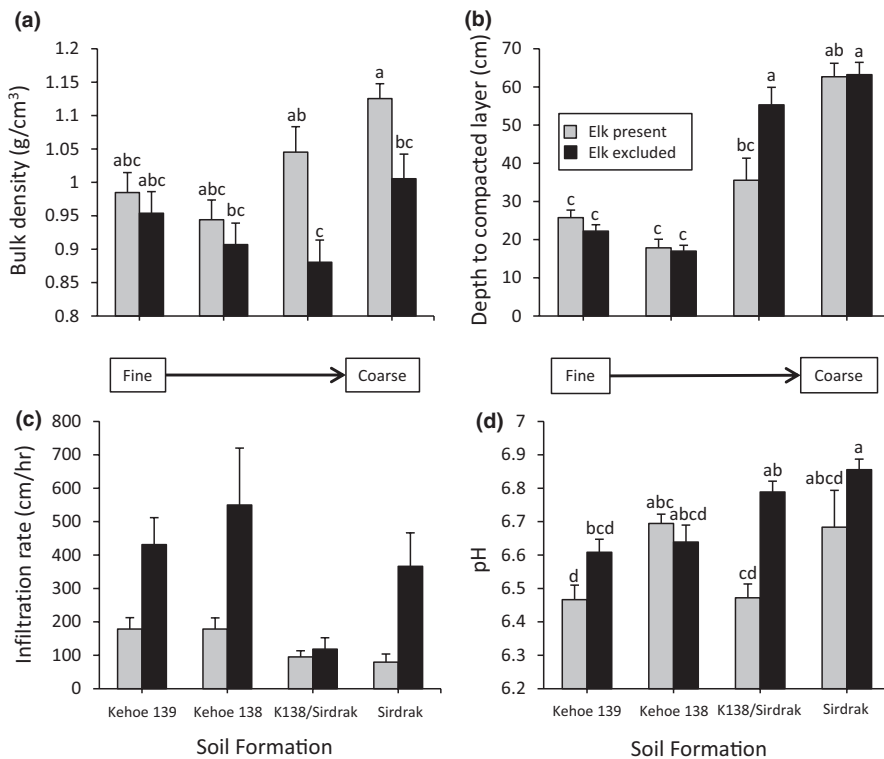 (a)
Bulk density (g/cm³)
1.2
1.15
1.1
1.05
1
0.95
0.9
0.85
0.8
abc
abc
abc
bc
ab
c
a
bc
(b)
Depth to compacted layer (cm)
70
60
50
40
30
20
10
0
Elk present
Elk excluded
c
c
c
c
bc
a
ab
a
Fine
Coarse
Fine
Coarse
(c)
Infiltration rate (cm/hr)
800
700
600
500
400
300
200
100
0
Kehoe 139
Kehoe 138
K138/Sirdrak
Sirdrak
Soil Formation
(d)
pH
7
6.9
6.8
6.7
6.6
6.5
6.4
6.3
6.2
d
bcd
abc
abcd
cd
ab
abcd
a
Kehoe 139
Kehoe 138
K138/Sirdrak
Sirdrak
Soil Formation